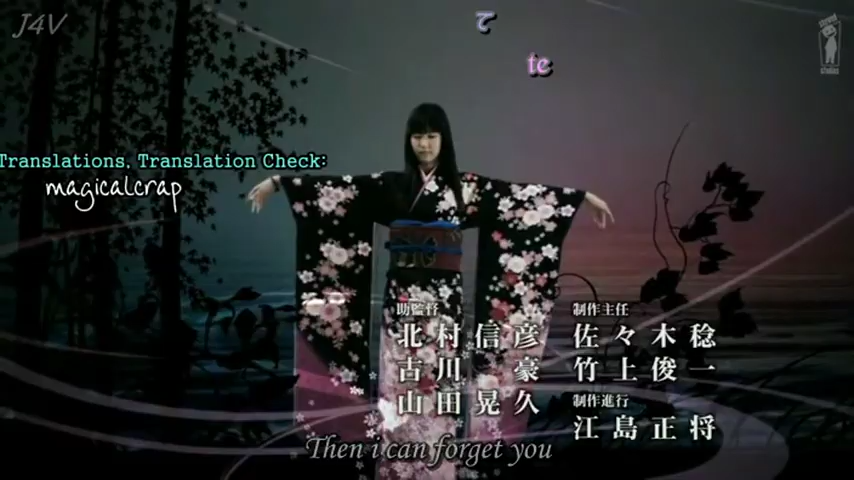 J4V
て
te
Translations, Translation Check:
magicalcrap
助監督
北村信彦
古川 豪
山田晃久
制作主任
佐々木稔
竹上俊一
制作進行
江島正将
Then i can forget you